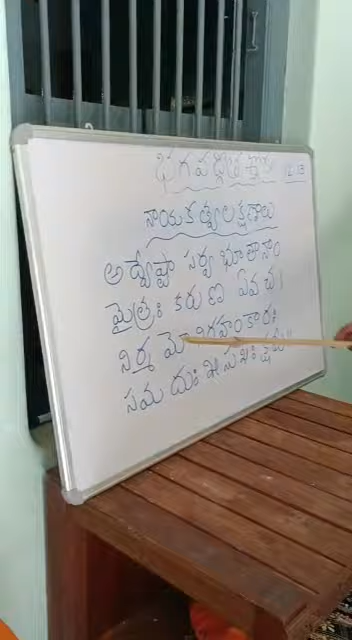 భగవద్గీత శ్లోకం 12.13
నాయకత్వ లక్షణాలు
అద్వేష్టా సర్వ భూతానాం
మైత్రః కరుణ ఏవ చ।
నిర్మమో నిరహంకారః
సమ దుః ఖ సుఖః క్షమీ॥